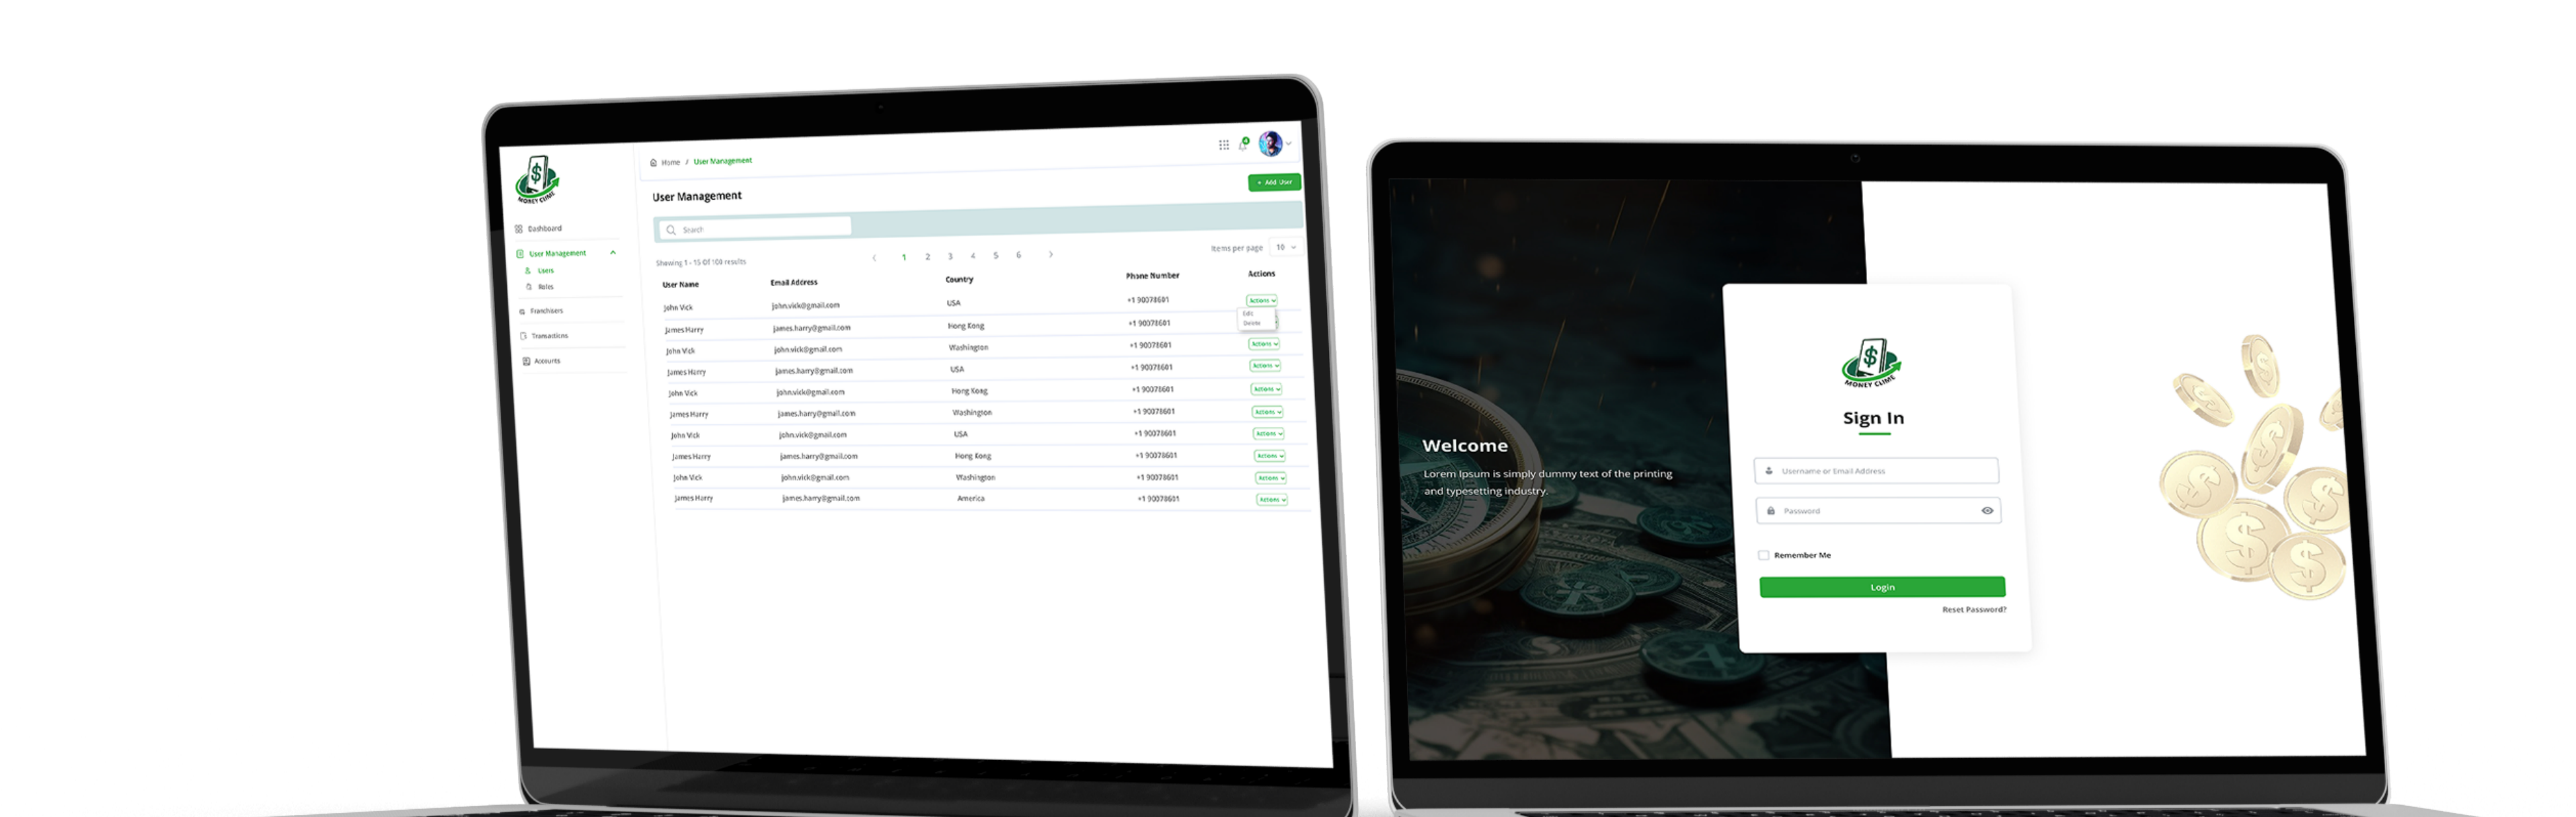 MONEY CLIME
Home / User Management
User Management
+ Add User
Search
Dashboard
User Management
Users
Roles
Franchisers
Transactions
Accounts
Showing 1 - 15 Of 100 results
1 2 3 4 5 6
Items per page 10
User Name Email Address Country Phone Number Actions
John Vick john.vick@gmail.com USA +1 90078601 Actions
Edit
Delete
James Harry james.harry@gmail.com Hong Kong +1 90078601
John Vick john.vick@gmail.com Washington +1 90078601 Actions
James Harry james.harry@gmail.com USA +1 90078601 Actions
John Vick john.vick@gmail.com Hong Kong +1 90078601 Actions
James Harry james.harry@gmail.com Washington +1 90078601 Actions
John Vick john.vick@gmail.com USA +1 90078601 Actions
James Harry james.harry@gmail.com Hong Kong +1 90078601 Actions
John Vick john.vick@gmail.com Washington +1 90078601 Actions
James Harry james.harry@gmail.com America +1 90078601 Actions
Welcome
Lorem Ipsum is simply dummy text of the printing
and typesetting industry.
MONEY CLIME
Sign In
Username or Email Address
Password
Remember Me
Login
Reset Password?